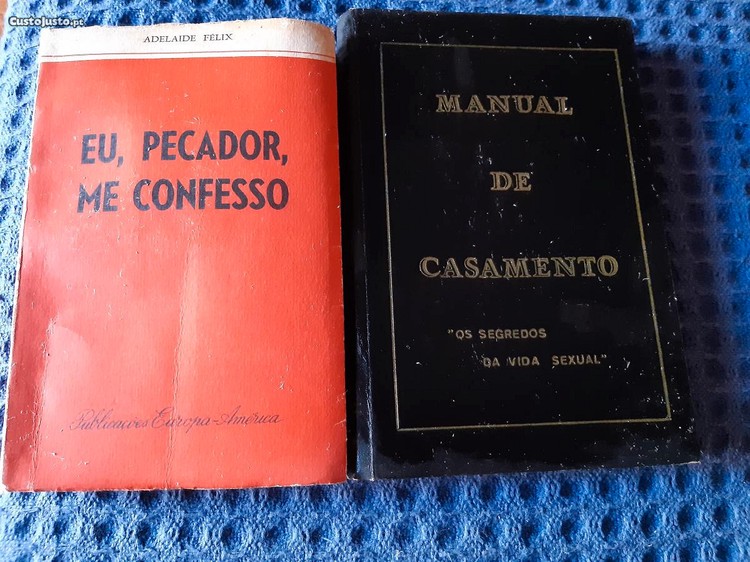 CustoJusto.pt
ADELAIDE FÉLIX
EU, PECADOR,
ME CONFESSO
Publicações Europa-América
MANUAL
DE
CASAMENTO
"OS SEGREDOS
DA VIDA SEXUAL"